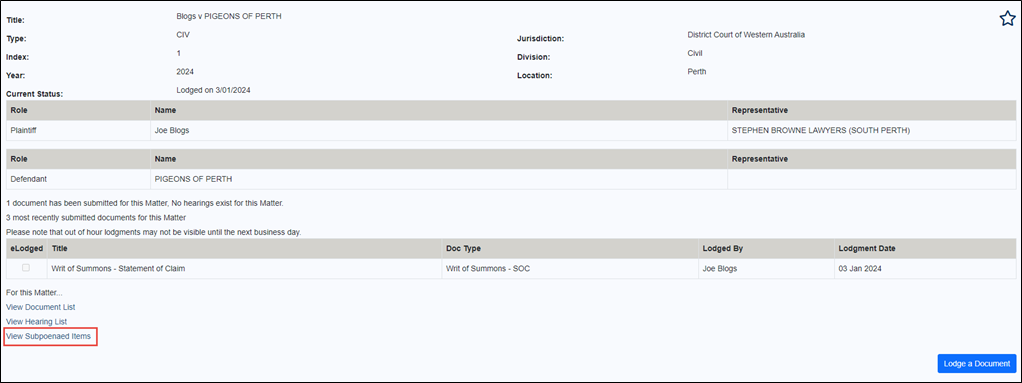 Title: Blogs v PIGEONS OF PERTH
Type: CIV Jurisdiction: District Court of Western Australia
Index: 1 Division: Civil
Year: 2024 Location: Perth
Current Status: Lodged on 3/01/2024
Role Name Representative
Plaintiff Joe Blogs STEPHEN BROWNE LAWYERS (SOUTH PERTH)
Role Name Representative
Defendant PIGEONS OF PERTH
1 document has been submitted for this Matter, No hearings exist for this Matter.
3 most recently submitted documents for this Matter
Please note that out of hour lodgments may not be visible until the next business day.
eLodged Title Doc Type Lodged By Lodgment Date
Writ of Summons - Statement of Claim Writ of Summons - SOC Joe Blogs 03 Jan 2024
For this Matter...
View Document List
View Hearing List
View Subpoenaed Items
Lodge a Document